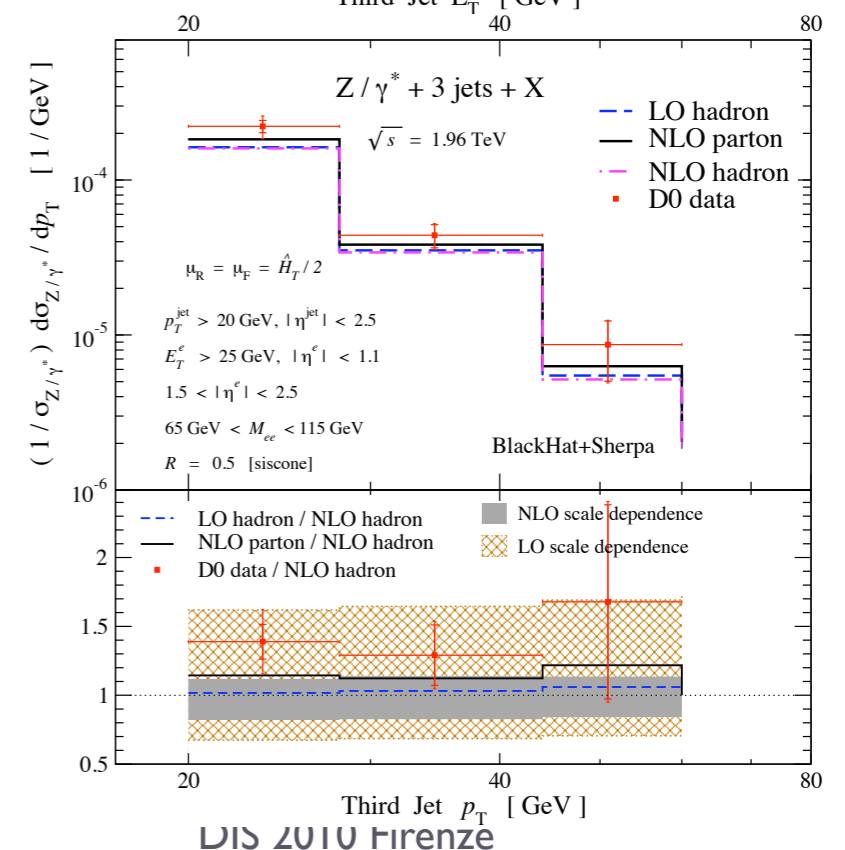 Third Jet E_T [ GeV ]
20 40 80
Z / γ* + 3 jets + X
√s = 1.96 TeV
LO hadron
NLO parton
NLO hadron
D0 data
( 1 / σ_{Z / γ*} ) dσ_{Z / γ*} / dp_T [ 1 / GeV ]
10^-4
10^-5
10^-6
μ_R = μ_F = Ĥ_T / 2
p_T^jet > 20 GeV, | η^jet | < 2.5
E_T^e > 25 GeV, | η^e | < 1.1
1.5 < | η^e | < 2.5
65 GeV < M_ee < 115 GeV
R = 0.5 [siscone]
BlackHat+Sherpa
LO hadron / NLO hadron
NLO parton / NLO hadron
D0 data / NLO hadron
NLO scale dependence
LO scale dependence
2
1.5
1
0.5
20 40 80
Third Jet p_T [ GeV ]
DIS 2010 Firenze